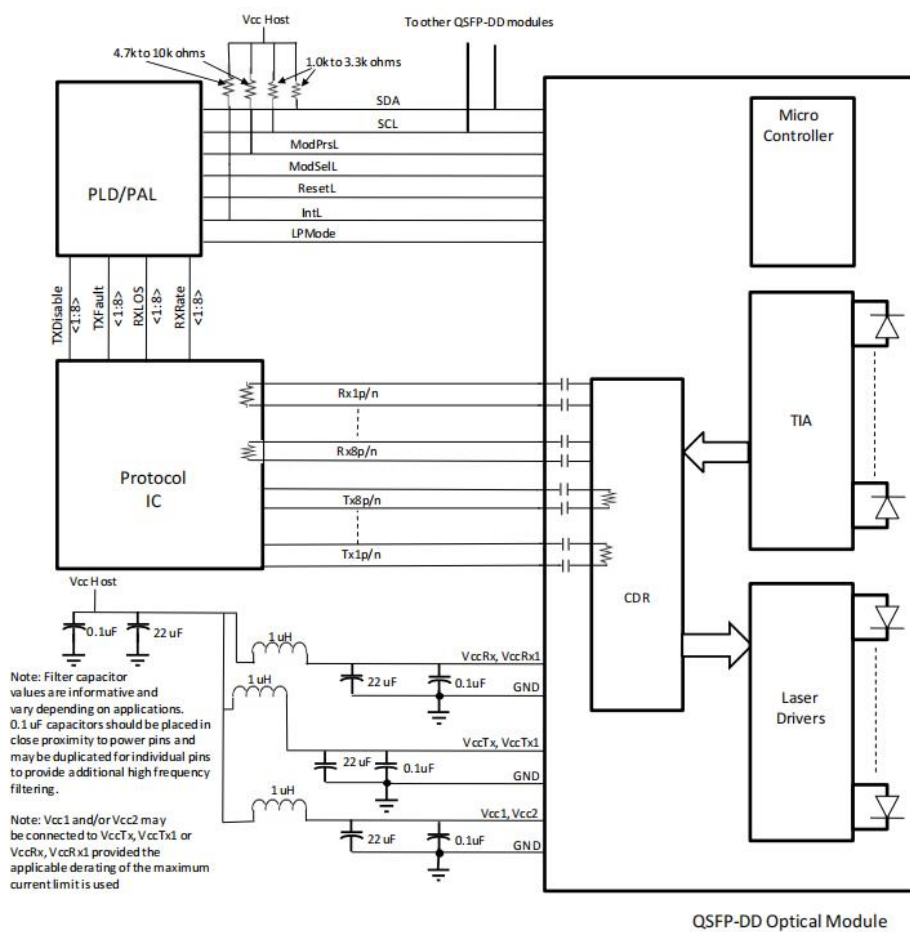 Vcc Host
To other QSFP-DD modules
4.7k to 10k ohms
1.0k to 3.3k ohms
SDA
SCL
ModPrsL
ModSelL
ResetL
IntL
LPMode
PLD/PAL
Micro
Controller
TXDisable
<1:8>
TXFault
<1:8>
RXLOS
<1:8>
RXRate
<1:8>
Rx1p/n
Rx8p/n
Tx8p/n
Tx1p/n
Protocol
IC
TIA
CDR
Laser
Drivers
Vcc Host
0.1uF
22 uF
1 uH
VccRx, VccRx1
22 uF
0.1uF
GND
1 uH
VccTx, VccTx1
22 uF
0.1uF
GND
1 uH
Vcc1, Vcc2
22 uF
0.1uF
GND
Note: Filter capacitor
values are informative and
vary depending on applications.
0.1 uF capacitors should be placed in
close proximity to power pins and
may be duplicated for individual pins
to provide additional high frequency
filtering.
Note: Vcc1 and/or Vcc2 may
be connected to VccTx, VccTx1 or
VccRx, VccRx1 provided the
applicable derating of the maximum
current limit is used
QSFP-DD Optical Module